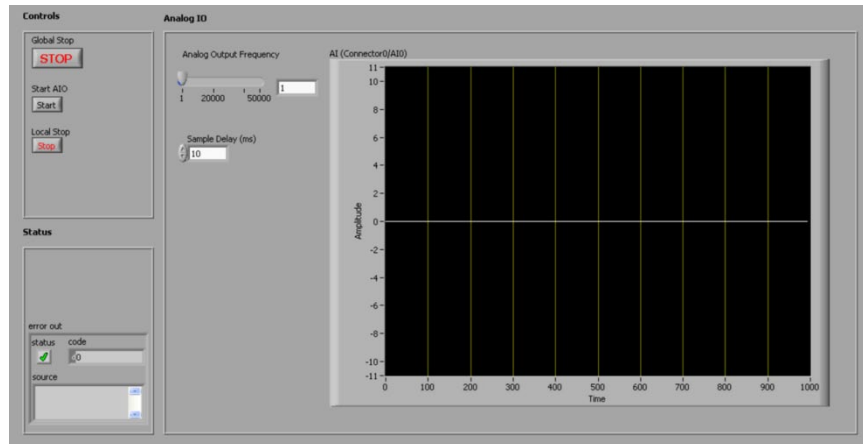 Controls
Global Stop
STOP
Start AIO
Start
Local Stop
Stop
Status
error out
status code
0
source
Analog IO
Analog Output Frequency
1 20000 50000
1
Sample Delay (ms)
10
AI (Connector0/AI0)
11
10
8
6
4
2
0
-2
-4
-6
-8
-10
-11
Amplitude
0 100 200 300 400 500 600 700 800 900 1000
Time